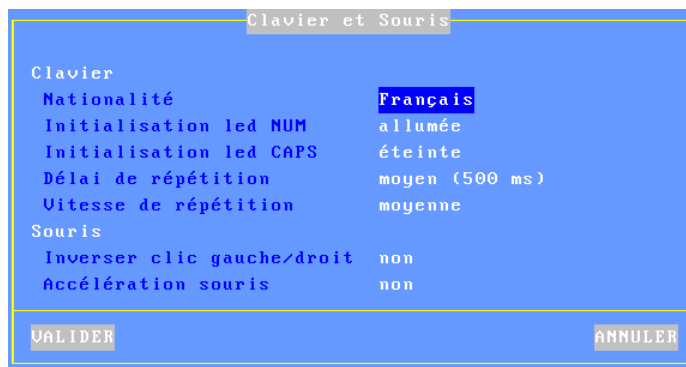 Clavier et Souris
Clavier
Nationalité Français
Initialisation led NUM allumée
Initialisation led CAPS éteinte
Délai de répétition moyen (500 ms)
Vitesse de répétition moyenne
Souris
Inverser clic gauche/droit non
Accélération souris non
VALIDER ANNULER